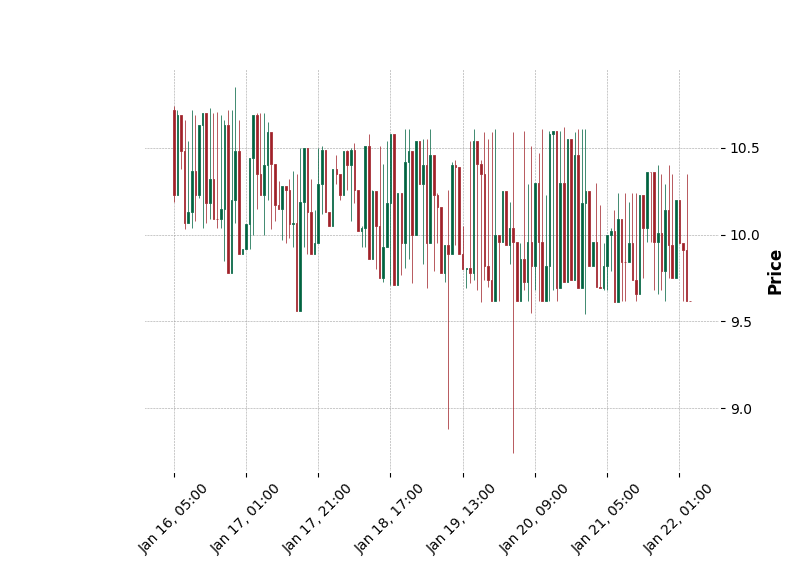 10.5
10.0
9.5
9.0
Price
Jan 16, 05:00
Jan 17, 01:00
Jan 17, 21:00
Jan 18, 17:00
Jan 19, 13:00
Jan 20, 09:00
Jan 21, 05:00
Jan 22, 01:00